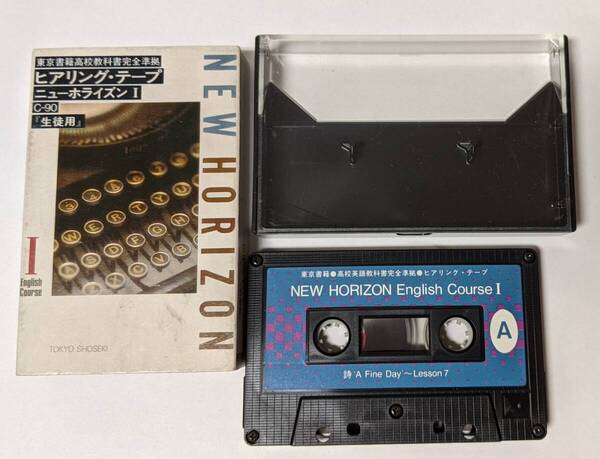 東京書籍高校教科書完全準拠
ヒアリング・テープ
ニューホライズン I
C-90
『生徒用』
NEW HORIZON
I
English
Course
TOKYO SHOSEKI
東京書籍●高校英語教科書完全準拠●ヒアリング・テープ
NEW HORIZON English Course I
A
詩'A Fine Day'~Lesson 7